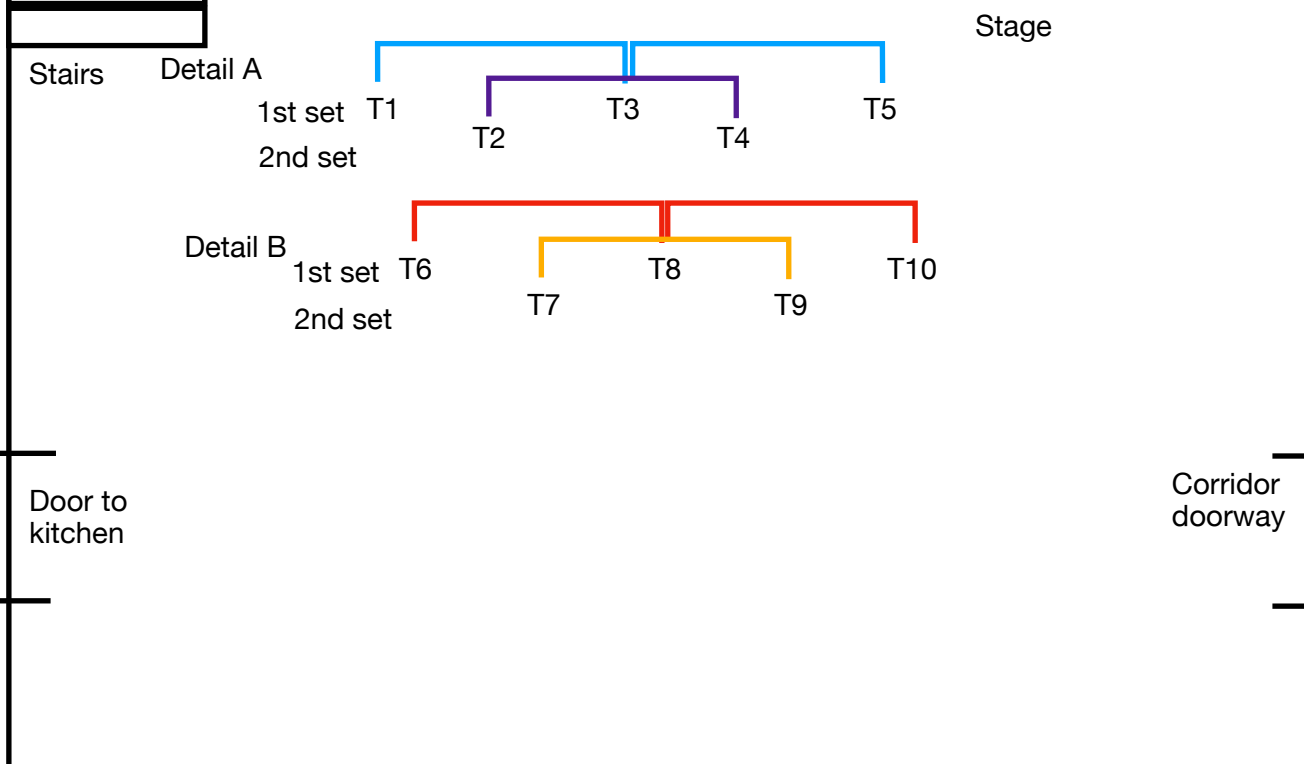 Stage
Stairs
Detail A
1st set T1 T3 T5
T2 T4
2nd set
Detail B
1st set T6 T8 T10
T7 T9
2nd set
Door to
kitchen
Corridor
doorway